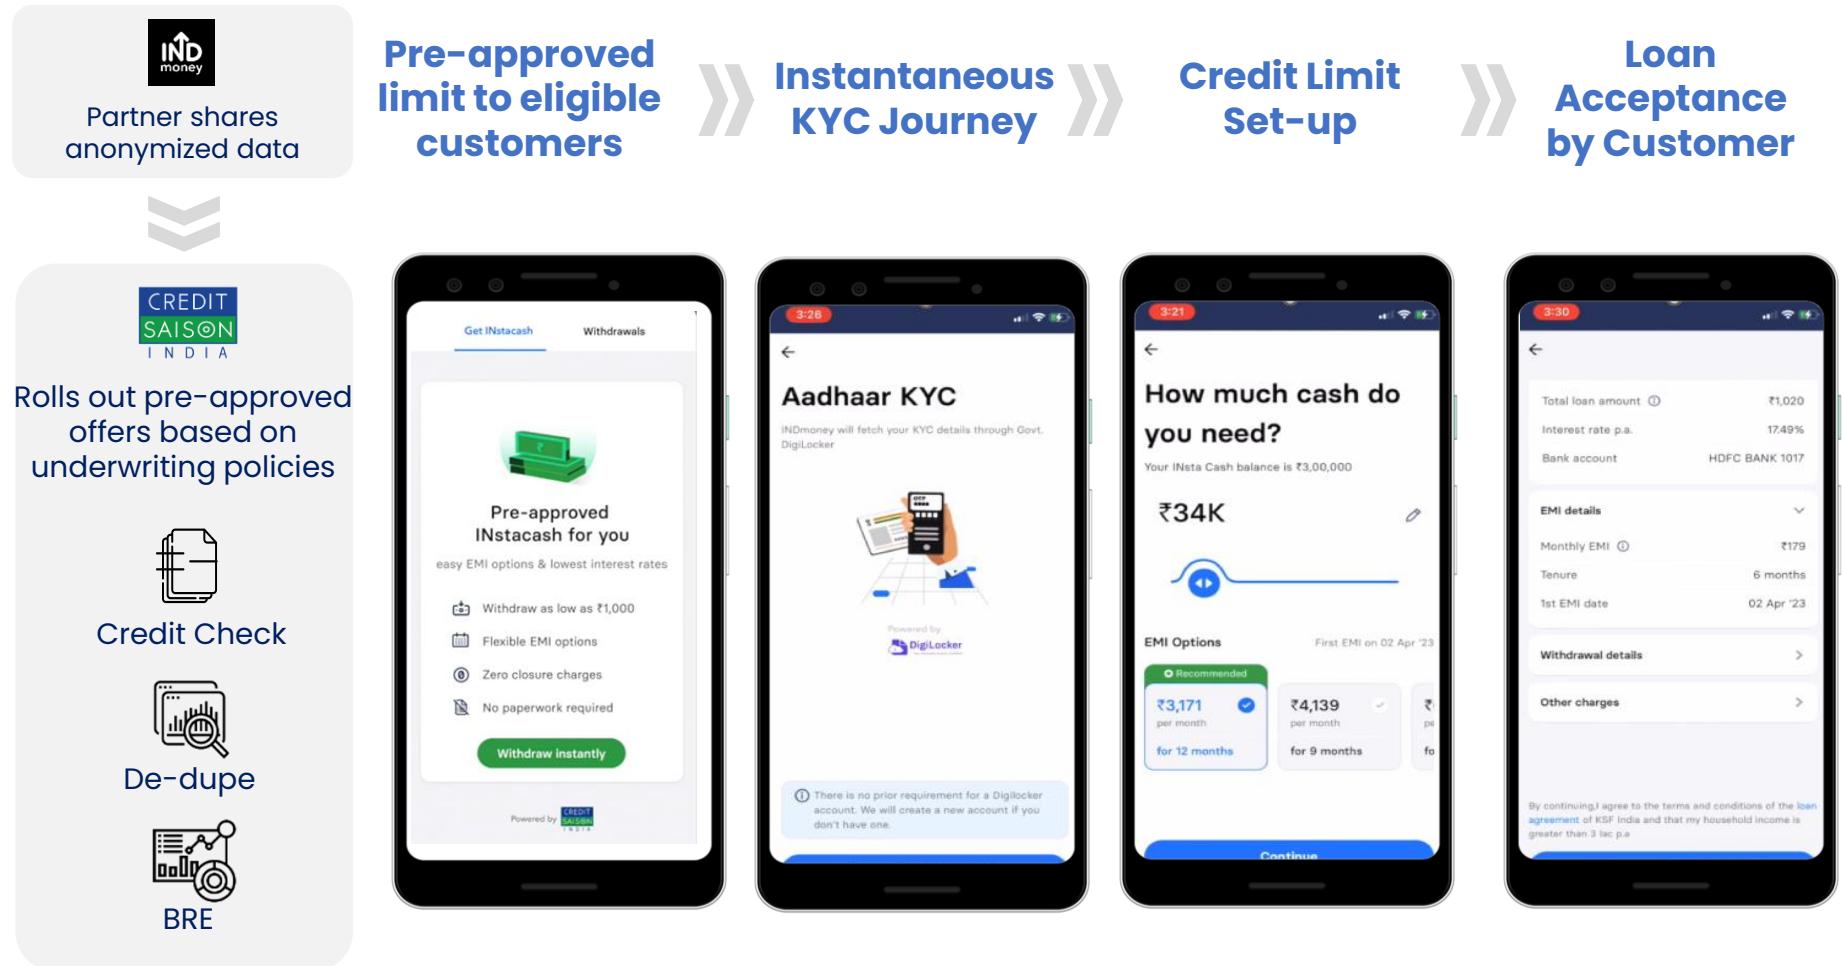 IND
money
Partner shares
anonymized data
CREDIT
SAISON
INDIA
Rolls out pre-approved
offers based on
underwriting policies
Credit Check
De-dupe
BRE
Pre-approved
limit to eligible
customers
Instantaneous
KYC Journey
Credit Limit
Set-up
Loan
Acceptance
by Customer
Get INstacash
Withdrawals
Pre-approved
INstacash for you
easy EMI options & lowest interest rates
Withdraw as low as ₹1,000
Flexible EMI options
Zero closure charges
No paperwork required
Withdraw instantly
Powered by
CREDIT
SAISON
INDIA
3:26
Aadhaar KYC
INDmoney will fetch your KYC details through Govt.
DigiLocker
Powered by
DigiLocker
There is no prior requirement for a Digilocker
account. We will create a new account if you
don't have one.
3:21
How much cash do
you need?
Your INsta Cash balance is ₹3,00,000
₹34K
EMI Options
First EMI on 02 Apr '23
Recommended
₹3,171
per month
for 12 months
₹4,139
per month
for 9 months
Continue
3:30
Total loan amount ₹1,020
Interest rate p.a. 17.49%
Bank account HDFC BANK 1017
EMI details
Monthly EMI ₹179
Tenure 6 months
1st EMI date 02 Apr '23
Withdrawal details
Other charges
By continuing,I agree to the terms and conditions of the loan
agreement of KSF India and that my household income is
greater than 3 lac p.a